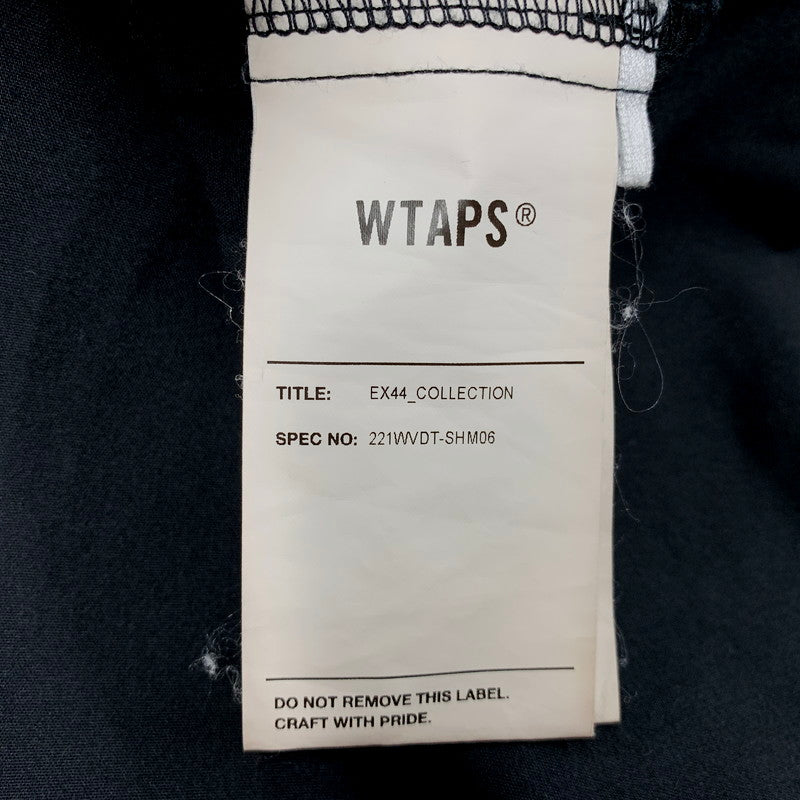 WTAPS®
TITLE: EX44_COLLECTION
SPEC NO: 221WVDT-SHM06
DO NOT REMOVE THIS LABEL.
CRAFT WITH PRIDE.